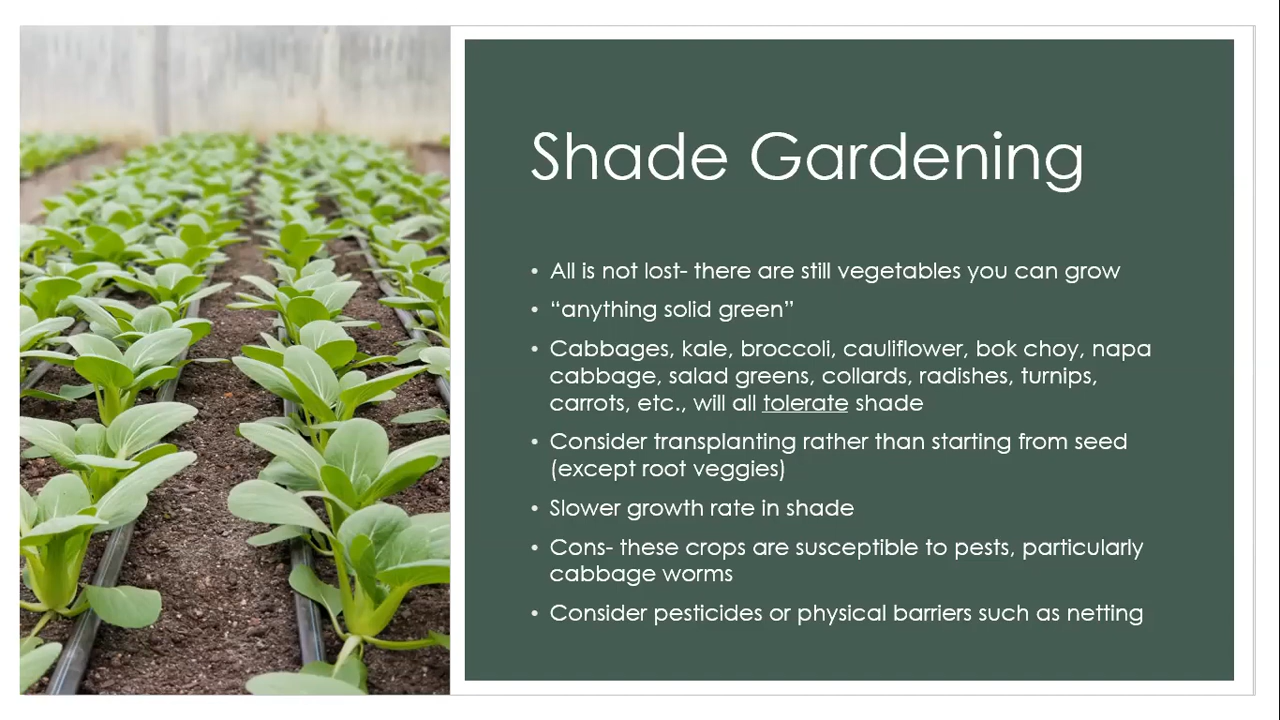 Shade Gardening
• All is not lost- there are still vegetables you can grow
• “anything solid green”
• Cabbages, kale, broccoli, cauliflower, bok choy, napa
cabbage, salad greens, collards, radishes, turnips,
carrots, etc., will all tolerate shade
• Consider transplanting rather than starting from seed
(except root veggies)
• Slower growth rate in shade
• Cons- these crops are susceptible to pests, particularly
cabbage worms
• Consider pesticides or physical barriers such as netting